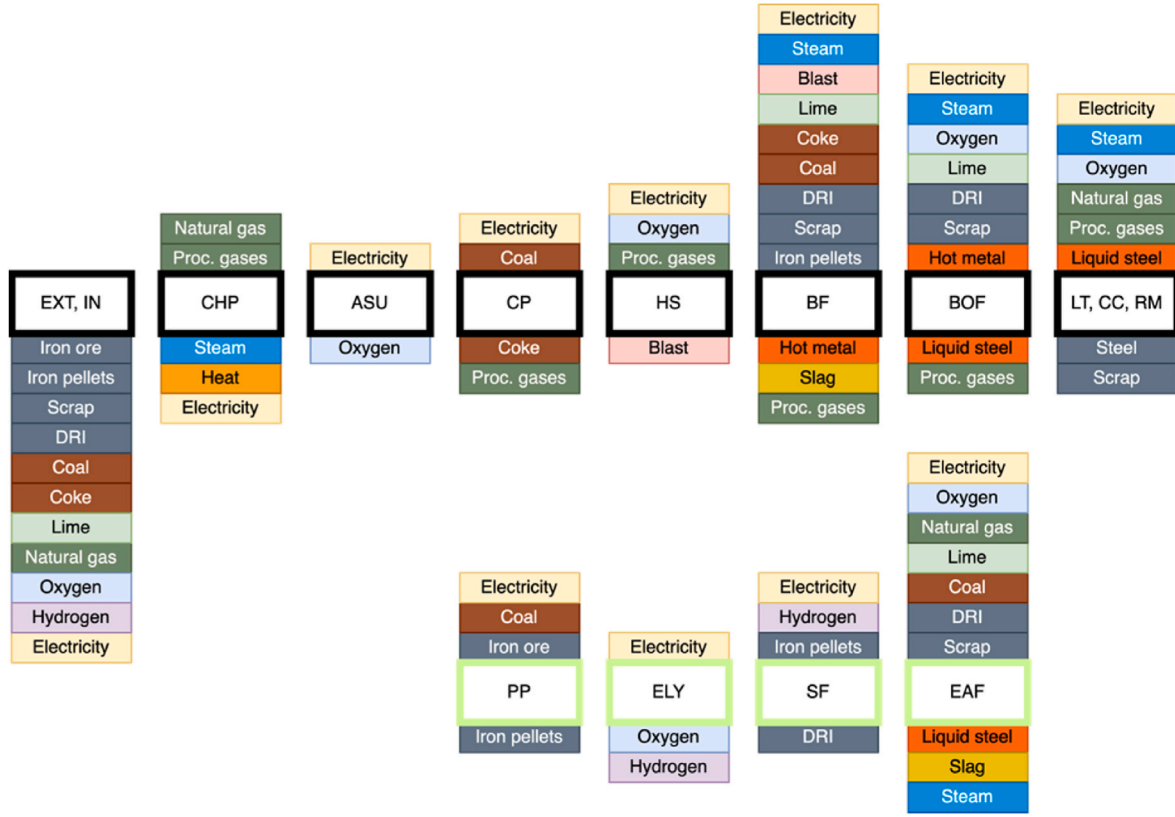 EXT, IN
Iron ore
Iron pellets
Scrap
DRI
Coal
Coke
Lime
Natural gas
Oxygen
Hydrogen
Electricity
Natural gas
Proc. gases
CHP
Steam
Heat
Electricity
Electricity
ASU
Oxygen
Electricity
Coal
CP
Coke
Proc. gases
Electricity
Oxygen
Proc. gases
HS
Blast
Electricity
Steam
Blast
Lime
Coke
Coal
DRI
Scrap
Iron pellets
BF
Hot metal
Slag
Proc. gases
Electricity
Steam
Oxygen
Lime
DRI
Scrap
Hot metal
BOF
Liquid steel
Proc. gases
Electricity
Steam
Oxygen
Natural gas
Proc. gases
Liquid steel
LT, CC, RM
Steel
Scrap
Electricity
Coal
Iron ore
PP
Iron pellets
Electricity
ELY
Oxygen
Hydrogen
Electricity
Hydrogen
Iron pellets
SF
DRI
Electricity
Oxygen
Natural gas
Lime
Coal
DRI
Scrap
EAF
Liquid steel
Slag
Steam